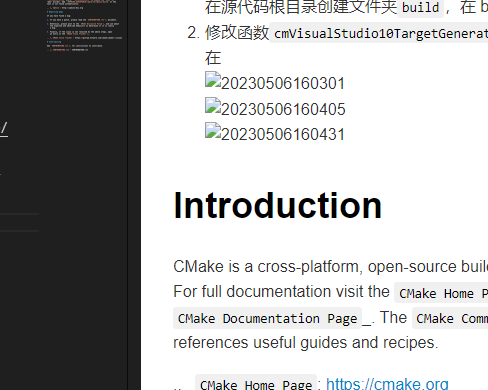 在源代码根目录创建文件夹 build ，在 b
2. 修改函数 cmVisualStudio10TargetGenerat
在
20230506160301
20230506160405
20230506160431
Introduction
CMake is a cross-platform, open-source buil
For full documentation visit the CMake Home P
CMake Documentation Page _. The CMake Comm
references useful guides and recipes.
.. CMake Home Page: https://cmake.org
/